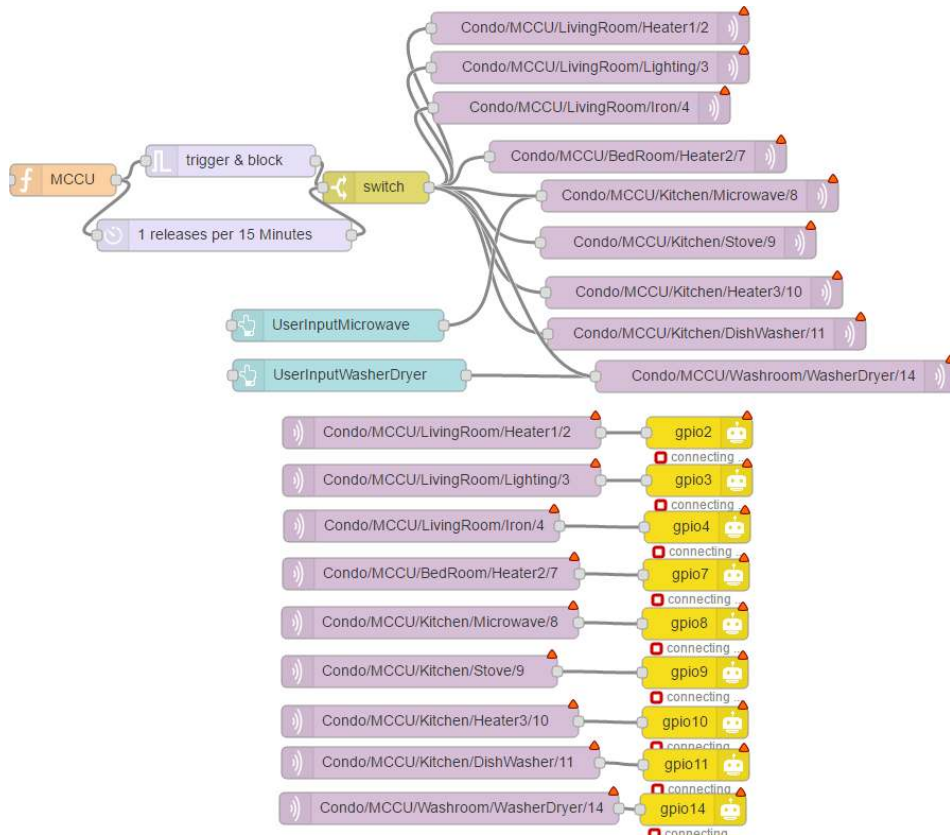 Condo/MCCU/LivingRoom/Heater1/2
Condo/MCCU/LivingRoom/Lighting/3
Condo/MCCU/LivingRoom/Iron/4
trigger & block
Condo/MCCU/BedRoom/Heater2/7
MCCU
switch
Condo/MCCU/Kitchen/Microwave/8
1 releases per 15 Minutes
Condo/MCCU/Kitchen/Stove/9
Condo/MCCU/Kitchen/Heater3/10
UserInputMicrowave
Condo/MCCU/Kitchen/DishWasher/11
UserInputWasherDryer
Condo/MCCU/Washroom/WasherDryer/14
Condo/MCCU/LivingRoom/Heater1/2
gpio2
connecting ...
Condo/MCCU/LivingRoom/Lighting/3
gpio3
connecting ...
Condo/MCCU/LivingRoom/Iron/4
gpio4
connecting ...
Condo/MCCU/BedRoom/Heater2/7
gpio7
connecting ...
Condo/MCCU/Kitchen/Microwave/8
gpio8
connecting ...
Condo/MCCU/Kitchen/Stove/9
gpio9
connecting ...
Condo/MCCU/Kitchen/Heater3/10
gpio10
connecting ...
Condo/MCCU/Kitchen/DishWasher/11
gpio11
connecting ...
Condo/MCCU/Washroom/WasherDryer/14
gpio14
connecting